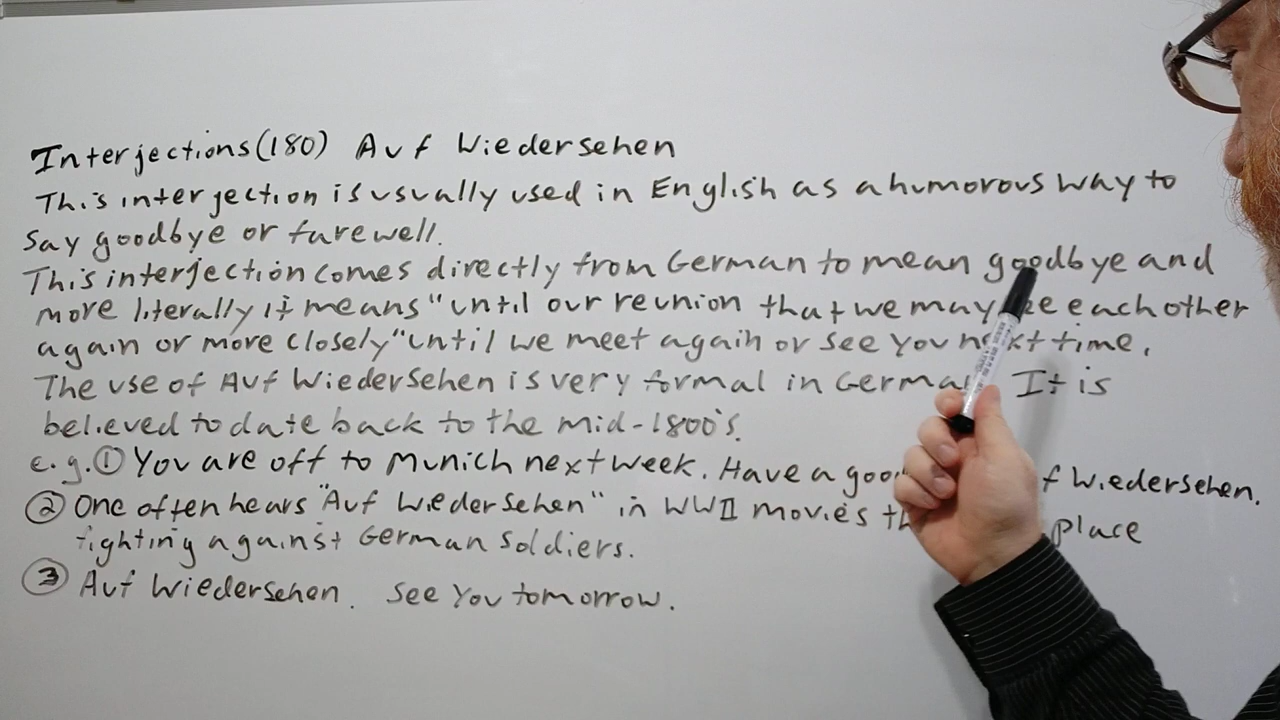 Interjections(180) Auf Wiedersehen
This interjection is usually used in English as a humorous way to
say goodbye or farewell.
This interjection comes directly from German to mean goodbye and
more literally it means "until our reunion that we may each other
again or more closely "until we meet again or see you time.
The use of Auf Wiedersehen is very formal in It is
believed to date back to the mid-1800's.
e.g. ① You are off to Munich next week. Have a Wiedersehen.
② One often hears "Auf Wiedersehen" in WWII movies place
fighting against German soldiers.
③ Auf Wiedersehen. See you tomorrow.